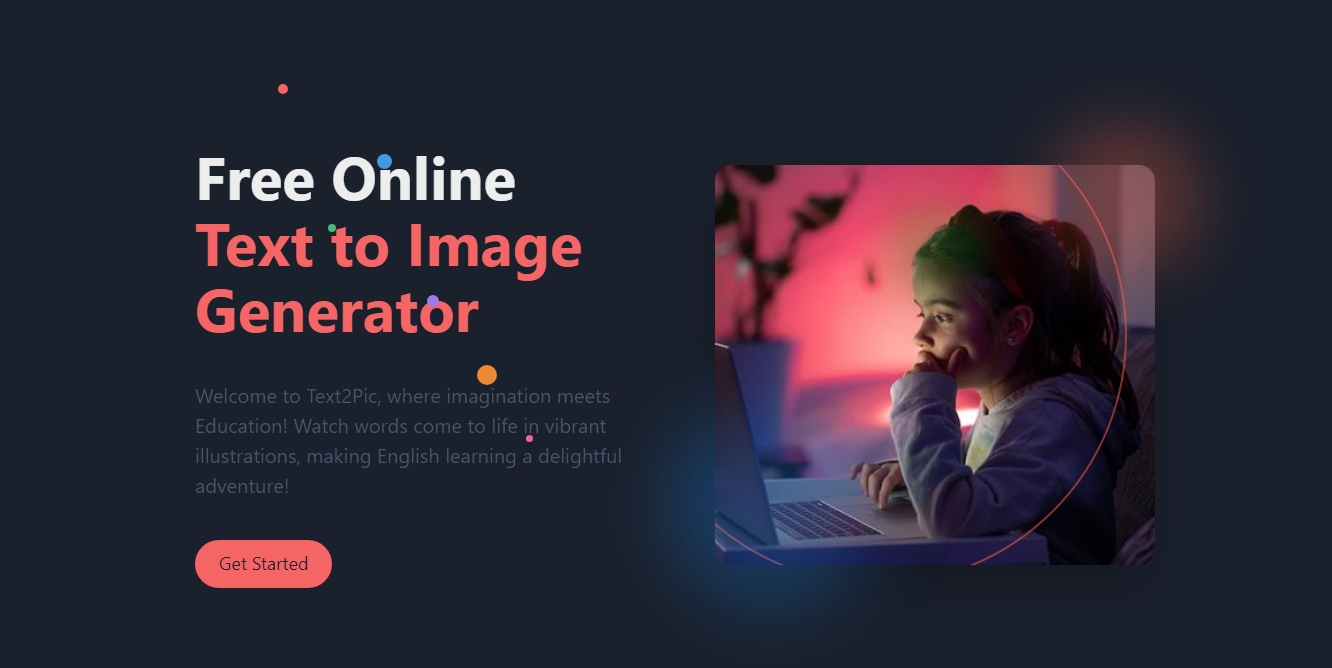 Free Online
Text to Image
Generator
Welcome to Text2Pic, where imagination meets
Education! Watch words come to life in vibrant
illustrations, making English learning a delightful
adventure!
Get Started